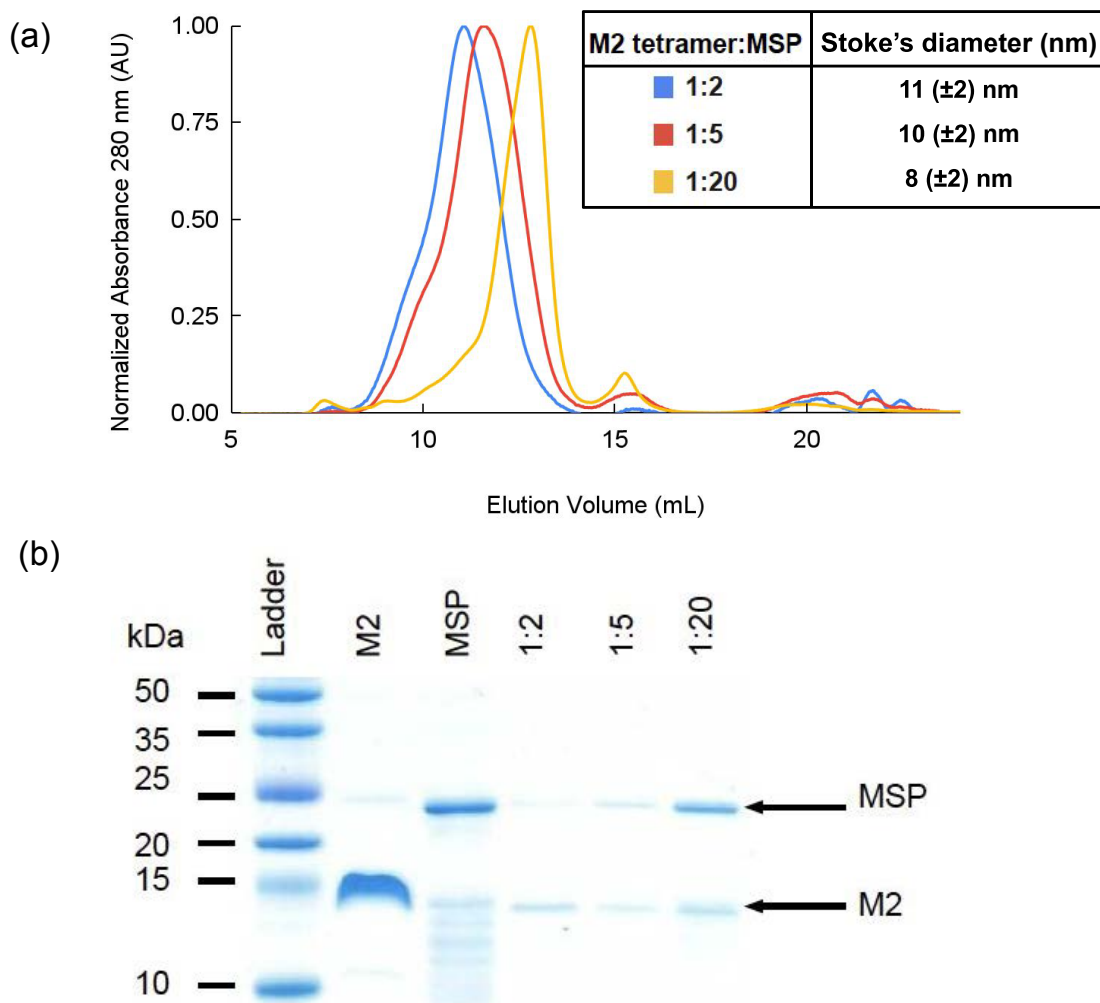 (a)
Normalized Absorbance 280 nm (AU)
1.00
0.75
0.50
0.25
0.00
5
10
15
20
Elution Volume (mL)
M2 tetramer:MSP Stoke's diameter (nm)
1:2 11 (±2) nm
1:5 10 (±2) nm
1:20 8 (±2) nm
(b)
kDa
Ladder
M2
MSP
1:2
1:5
1:20
50
35
25
20
15
10
MSP
M2